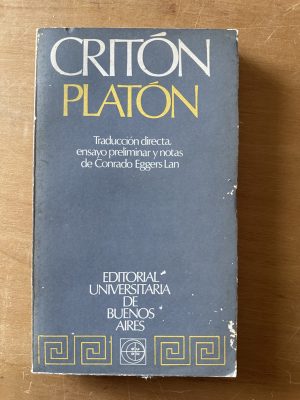 CRITÓN
PLATÓN
Traducción directa,
ensayo preliminar y notas
de Conrado Eggers Lan
EDITORIAL
UNIVERSITARIA
DE
BUENOS
AIRES